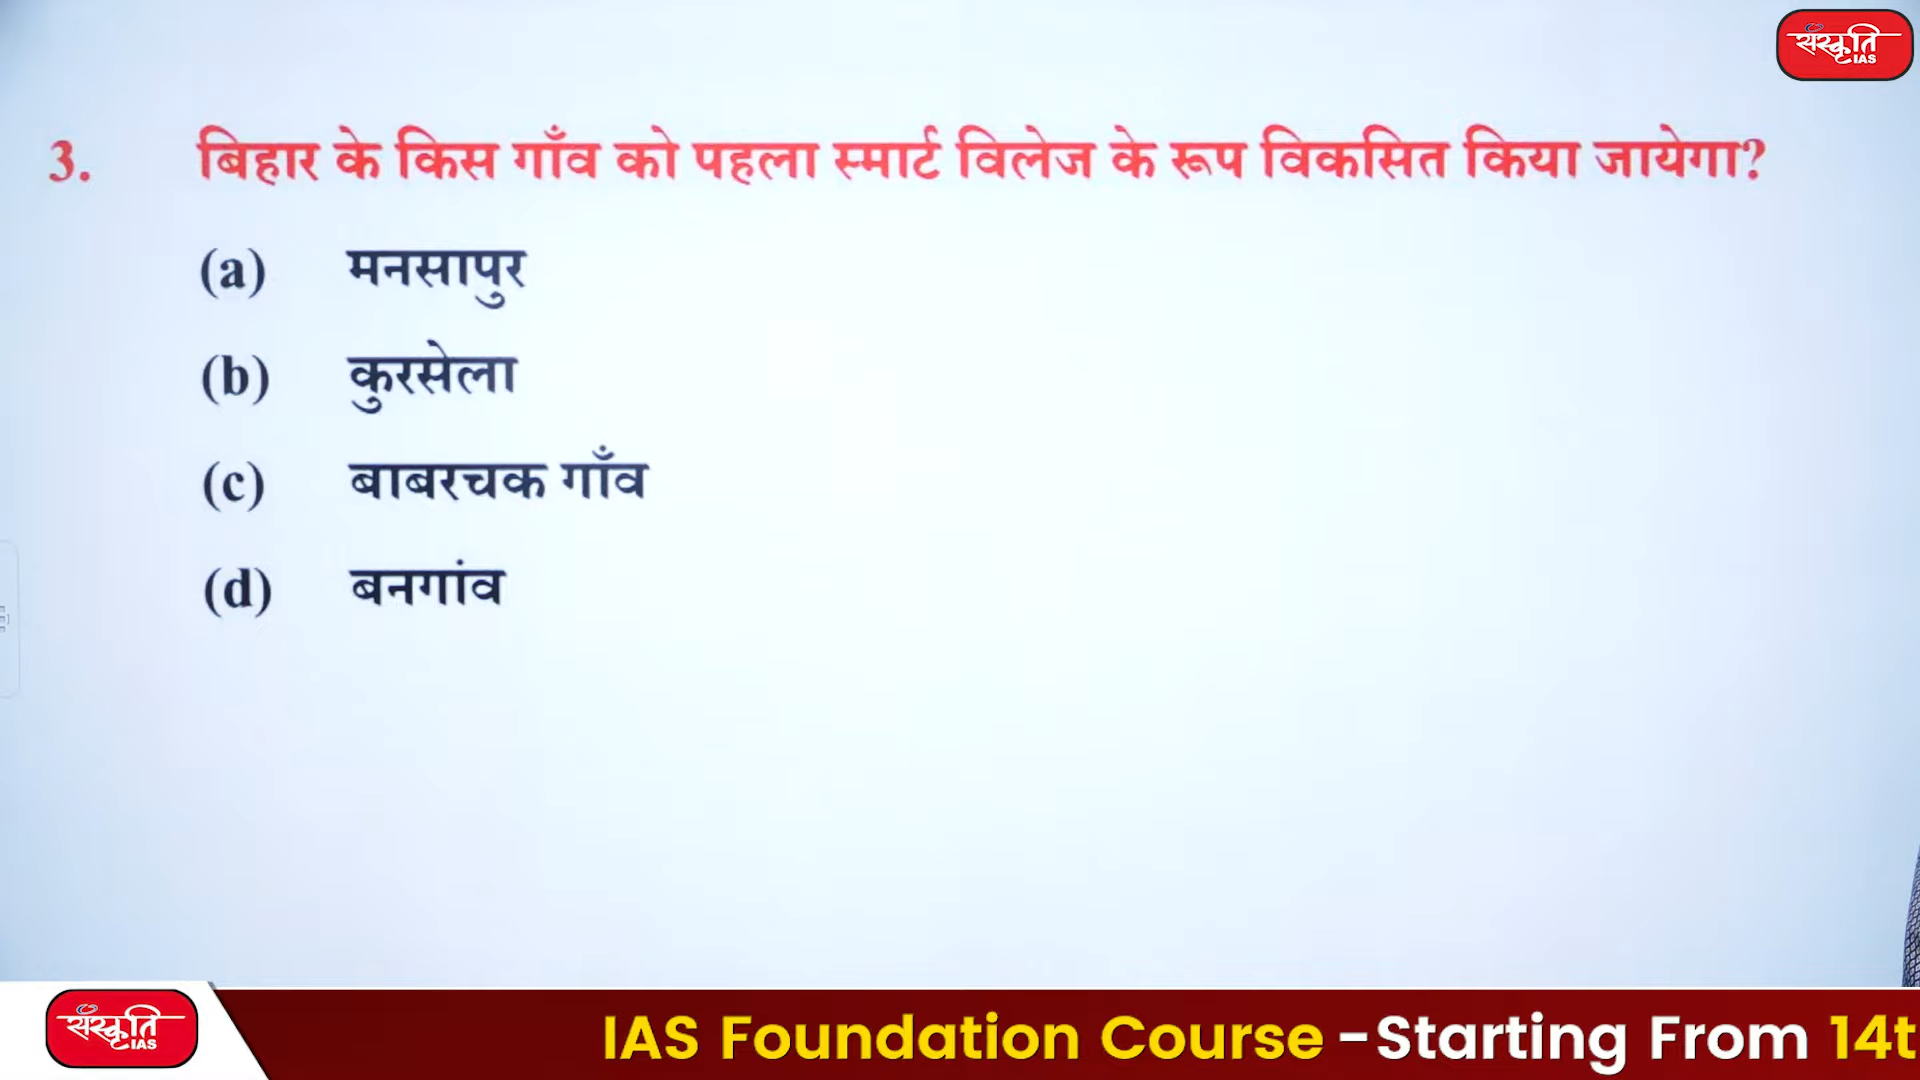 संस्कृति
IAS
3. बिहार के किस गाँव को पहला स्मार्ट विलेज के रूप विकसित किया जायेगा?
(a) मनसापुर
(b) कुरसेला
(c) बाबरचक गाँव
(d) बनगांव
संस्कृति
IAS
IAS Foundation Course -Starting From 14t